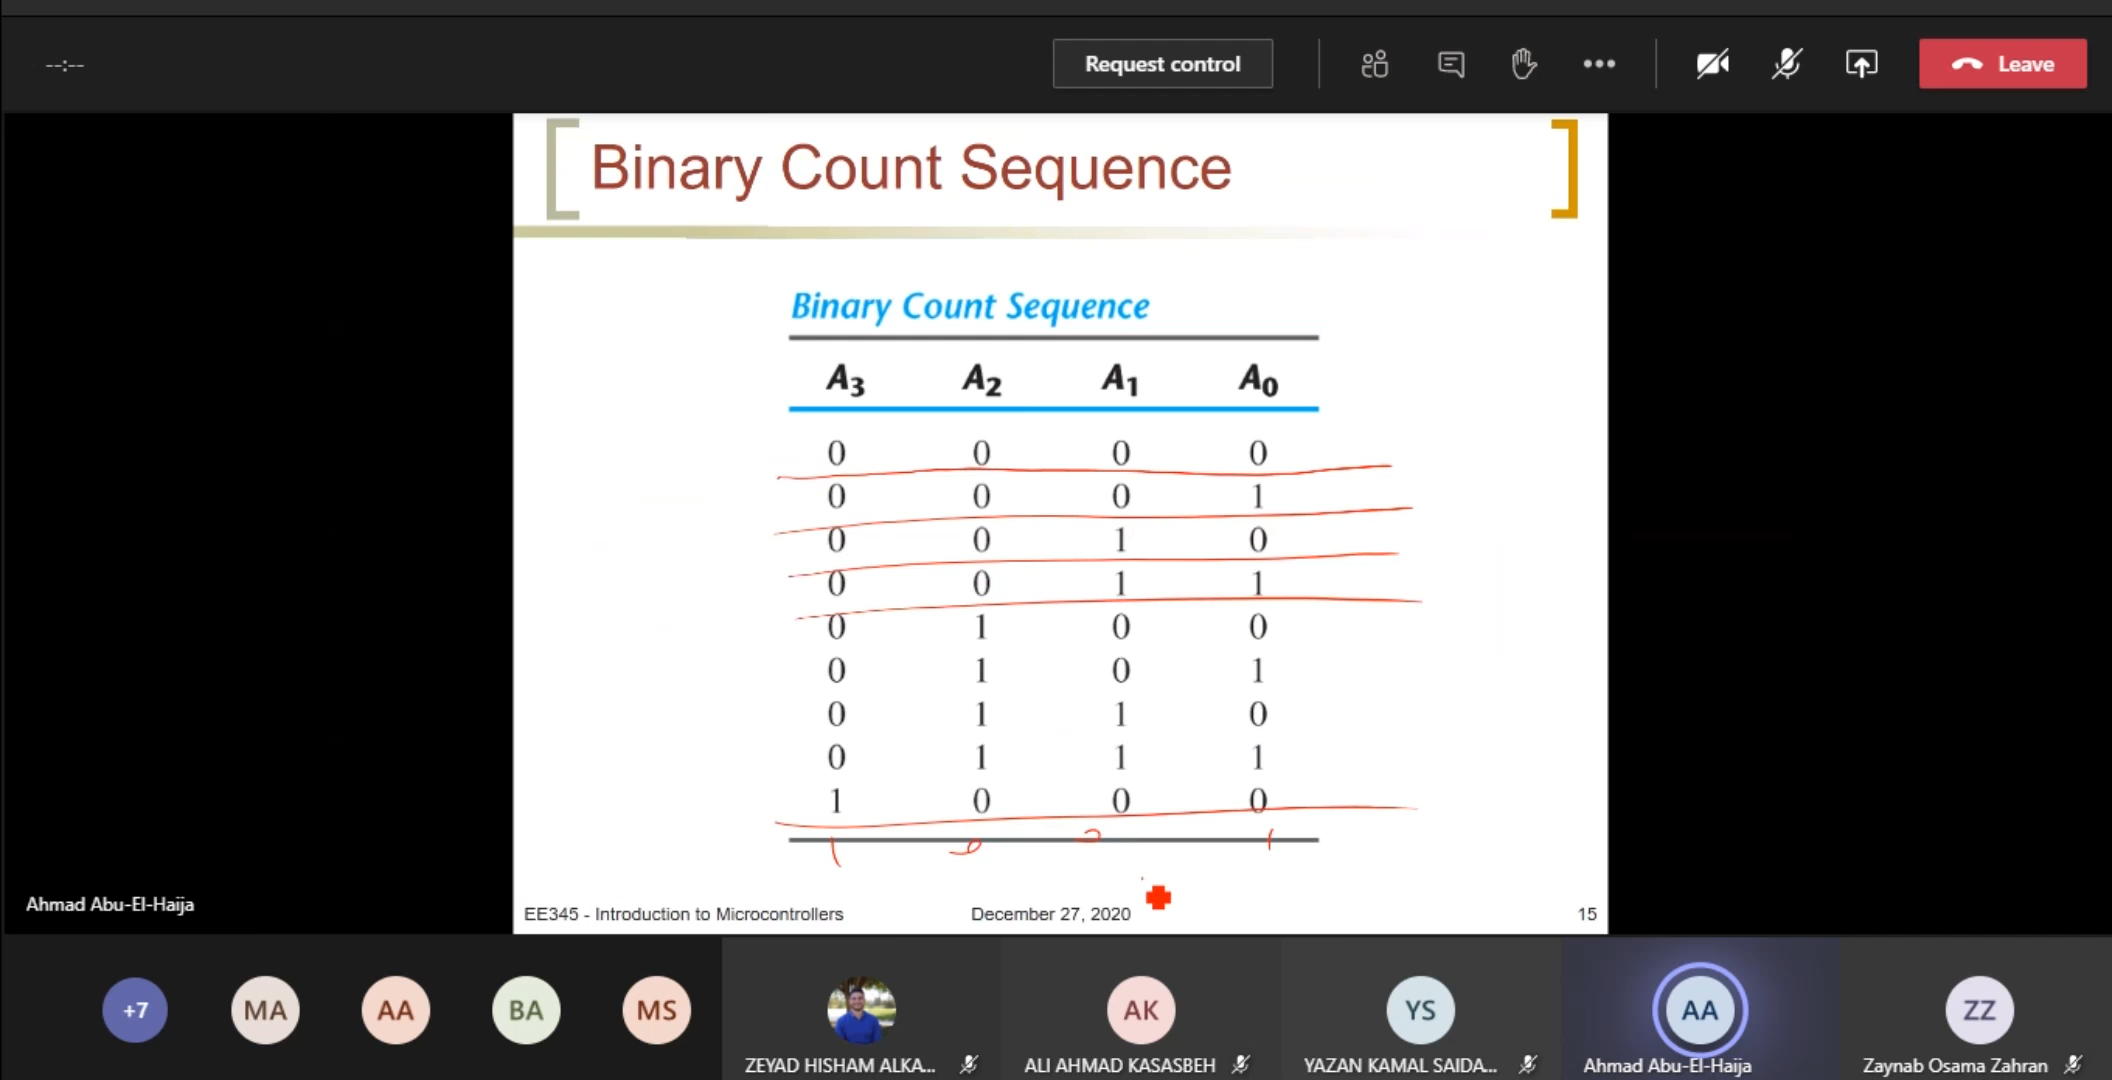 --:--
Request control
Leave
Binary Count Sequence
Binary Count Sequence
A3 A2 A1 A0
0 0 0 0
0 0 0 1
0 0 1 0
0 0 1 1
0 1 0 0
0 1 0 1
0 1 1 0
0 1 1 1
1 0 0 0
1 0 0 1
Ahmad Abu-El-Haija
EE345 - Introduction to Microcontrollers December 27, 2020 15
+7 MA AA BA MS AK YS AA ZZ
ZEYAD HISHAM ALKA... ALI AHMAD KASASBEH YAZAN KAMAL SAIDA... Ahmad Abu-El-Haija Zaynab Osama Zahran